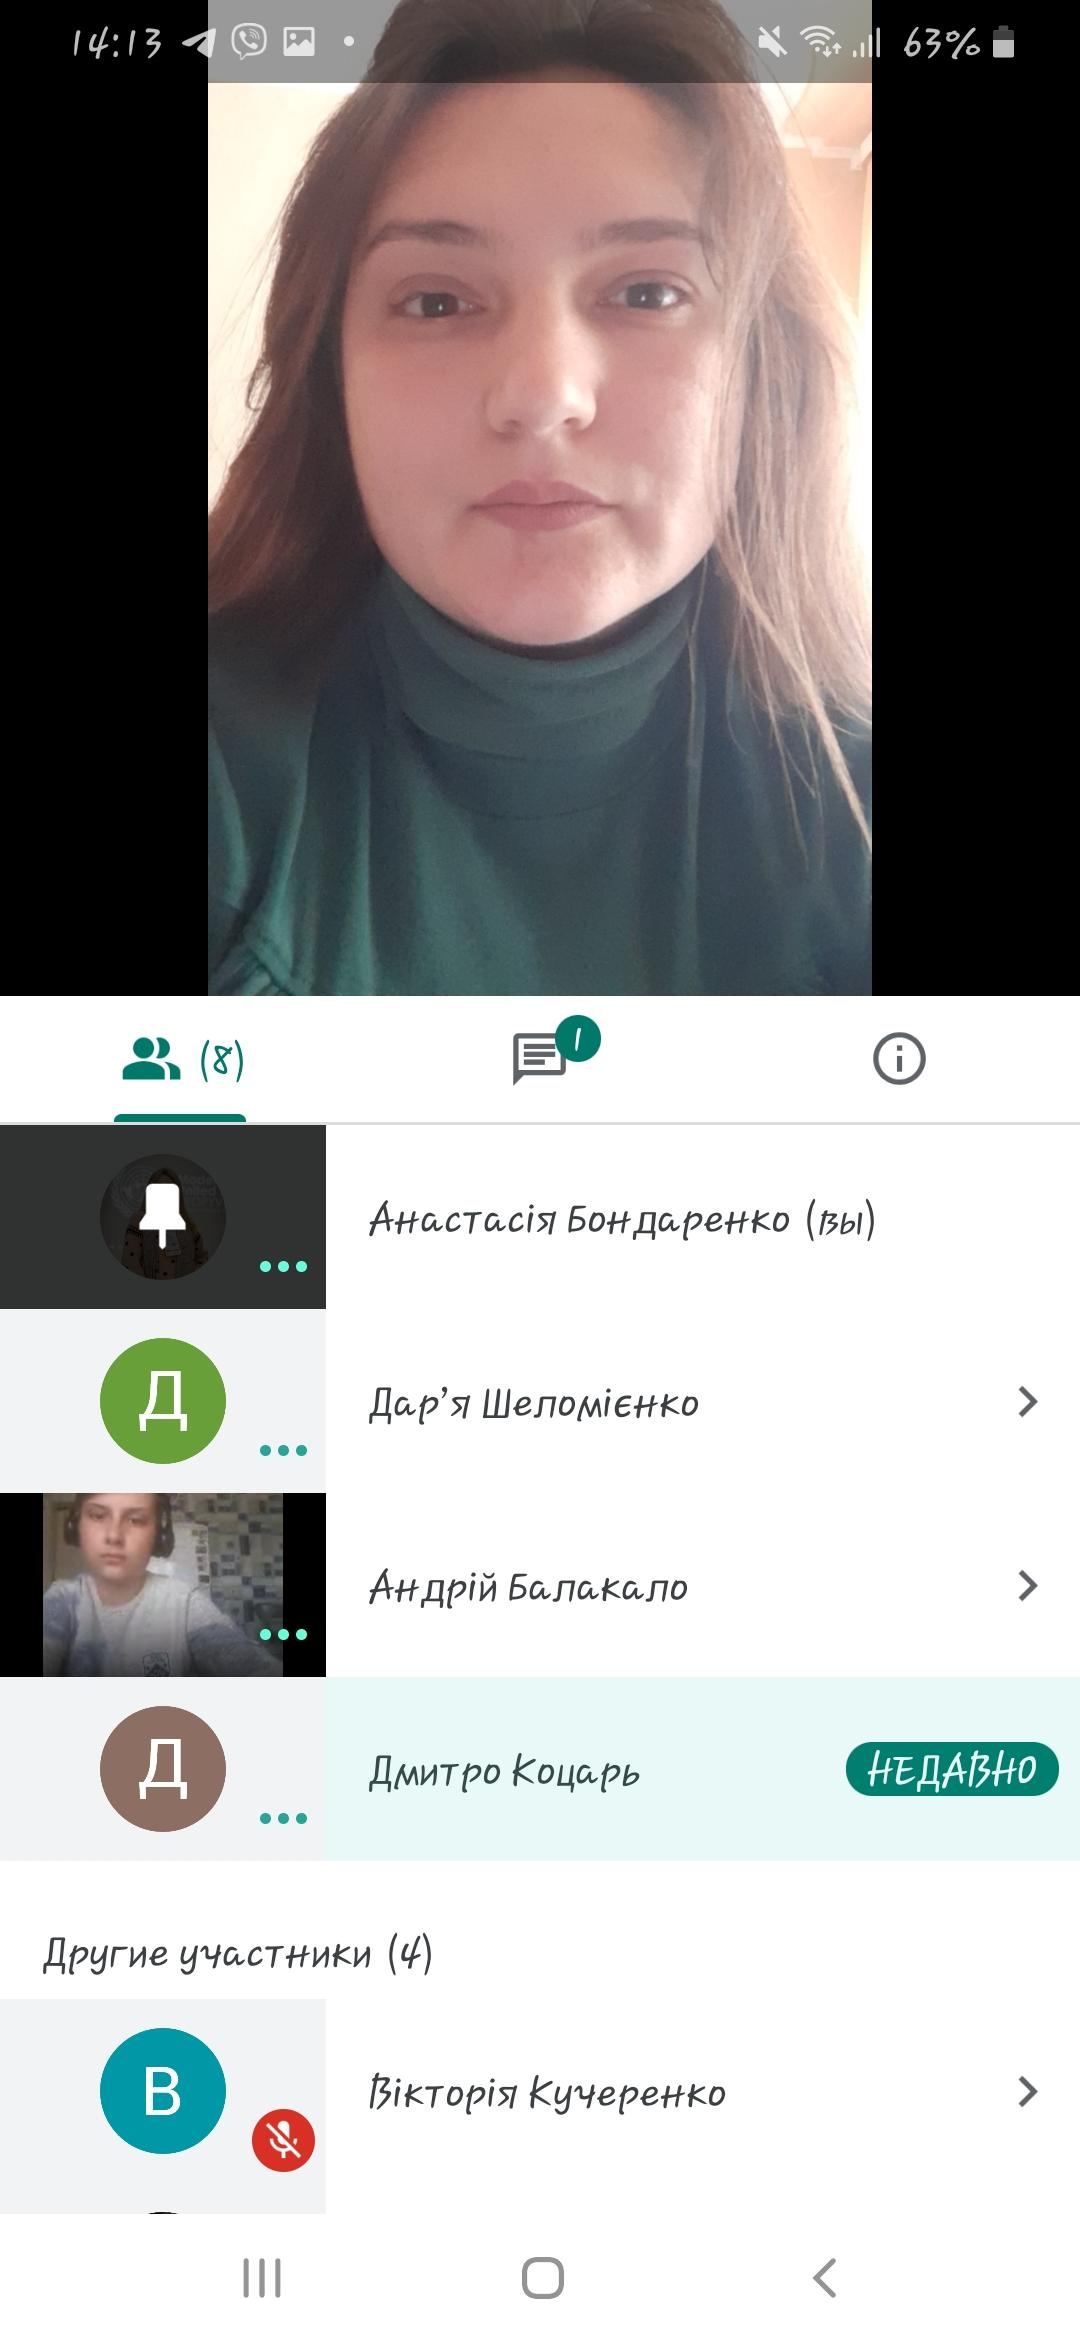 14:13
63%
(8)
1
Анастасія Бондаренко (вы)
Д
Дар’я Шеломієнко
Андрій Балакало
Д
Дмитро Коцарь
НЕДАВНО
Другие участники (4)
В
Вікторія Кучеренко